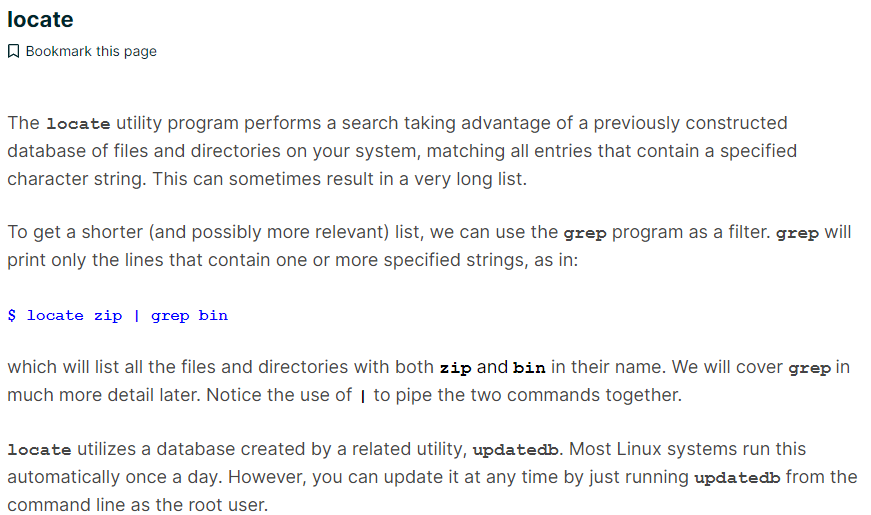 locate
Bookmark this page
The locate utility program performs a search taking advantage of a previously constructed
database of files and directories on your system, matching all entries that contain a specified
character string. This can sometimes result in a very long list.
To get a shorter (and possibly more relevant) list, we can use the grep program as a filter. grep will
print only the lines that contain one or more specified strings, as in:
$ locate zip | grep bin
which will list all the files and directories with both zip and bin in their name. We will cover grep in
much more detail later. Notice the use of | to pipe the two commands together.
locate utilizes a database created by a related utility, updatedb. Most Linux systems run this
automatically once a day. However, you can update it at any time by just running updatedb from the
command line as the root user.